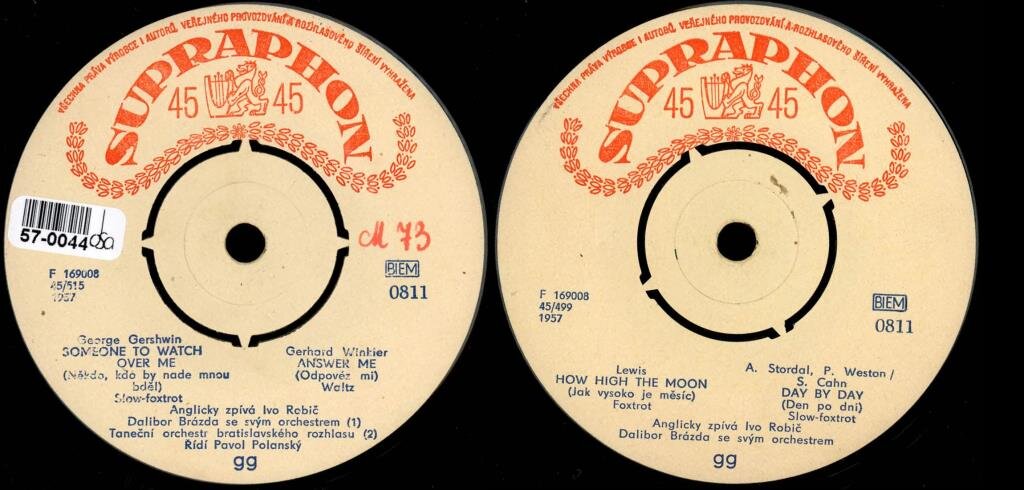 VŠECHNA PRÁVA VÝROBCE I AUTORŮ, VEŘEJNÉHO PROVOZOVÁNÍ A ROZHLASOVÉHO ŠÍŘENÍ VYHRAŽENA
SUPRAPHON
45 45
57-0044 osa
M 73
F 169008
45/515
1957
BIEM
0811
George Gershwin
SOMEONE TO WATCH
OVER ME
(Někdo, kdo by nade mnou
bděl)
Slow-foxtrot
Gerhard Winkler
ANSWER ME
(Odpověz mi)
Waltz
Anglicky zpívá Ivo Robič
Dalibor Brázda se svým orchestrem (1)
Taneční orchestr bratislavského rozhlasu (2)
Řídí Pavol Polanský
gg
VŠECHNA PRÁVA VÝROBCE I AUTORŮ, VEŘEJNÉHO PROVOZOVÁNÍ A ROZHLASOVÉHO ŠÍŘENÍ VYHRAŽENA
SUPRAPHON
45 45
F 169008
45/499
1957
BIEM
0811
Lewis
HOW HIGH THE MOON
(Jak vysoko je měsíc)
Foxtrot
A. Stordal, P. Weston /
S. Cahn
DAY BY DAY
(Den po dni)
Slow-foxtrot
Anglicky zpívá Ivo Robič
Dalibor Brázda se svým orchestrem
gg